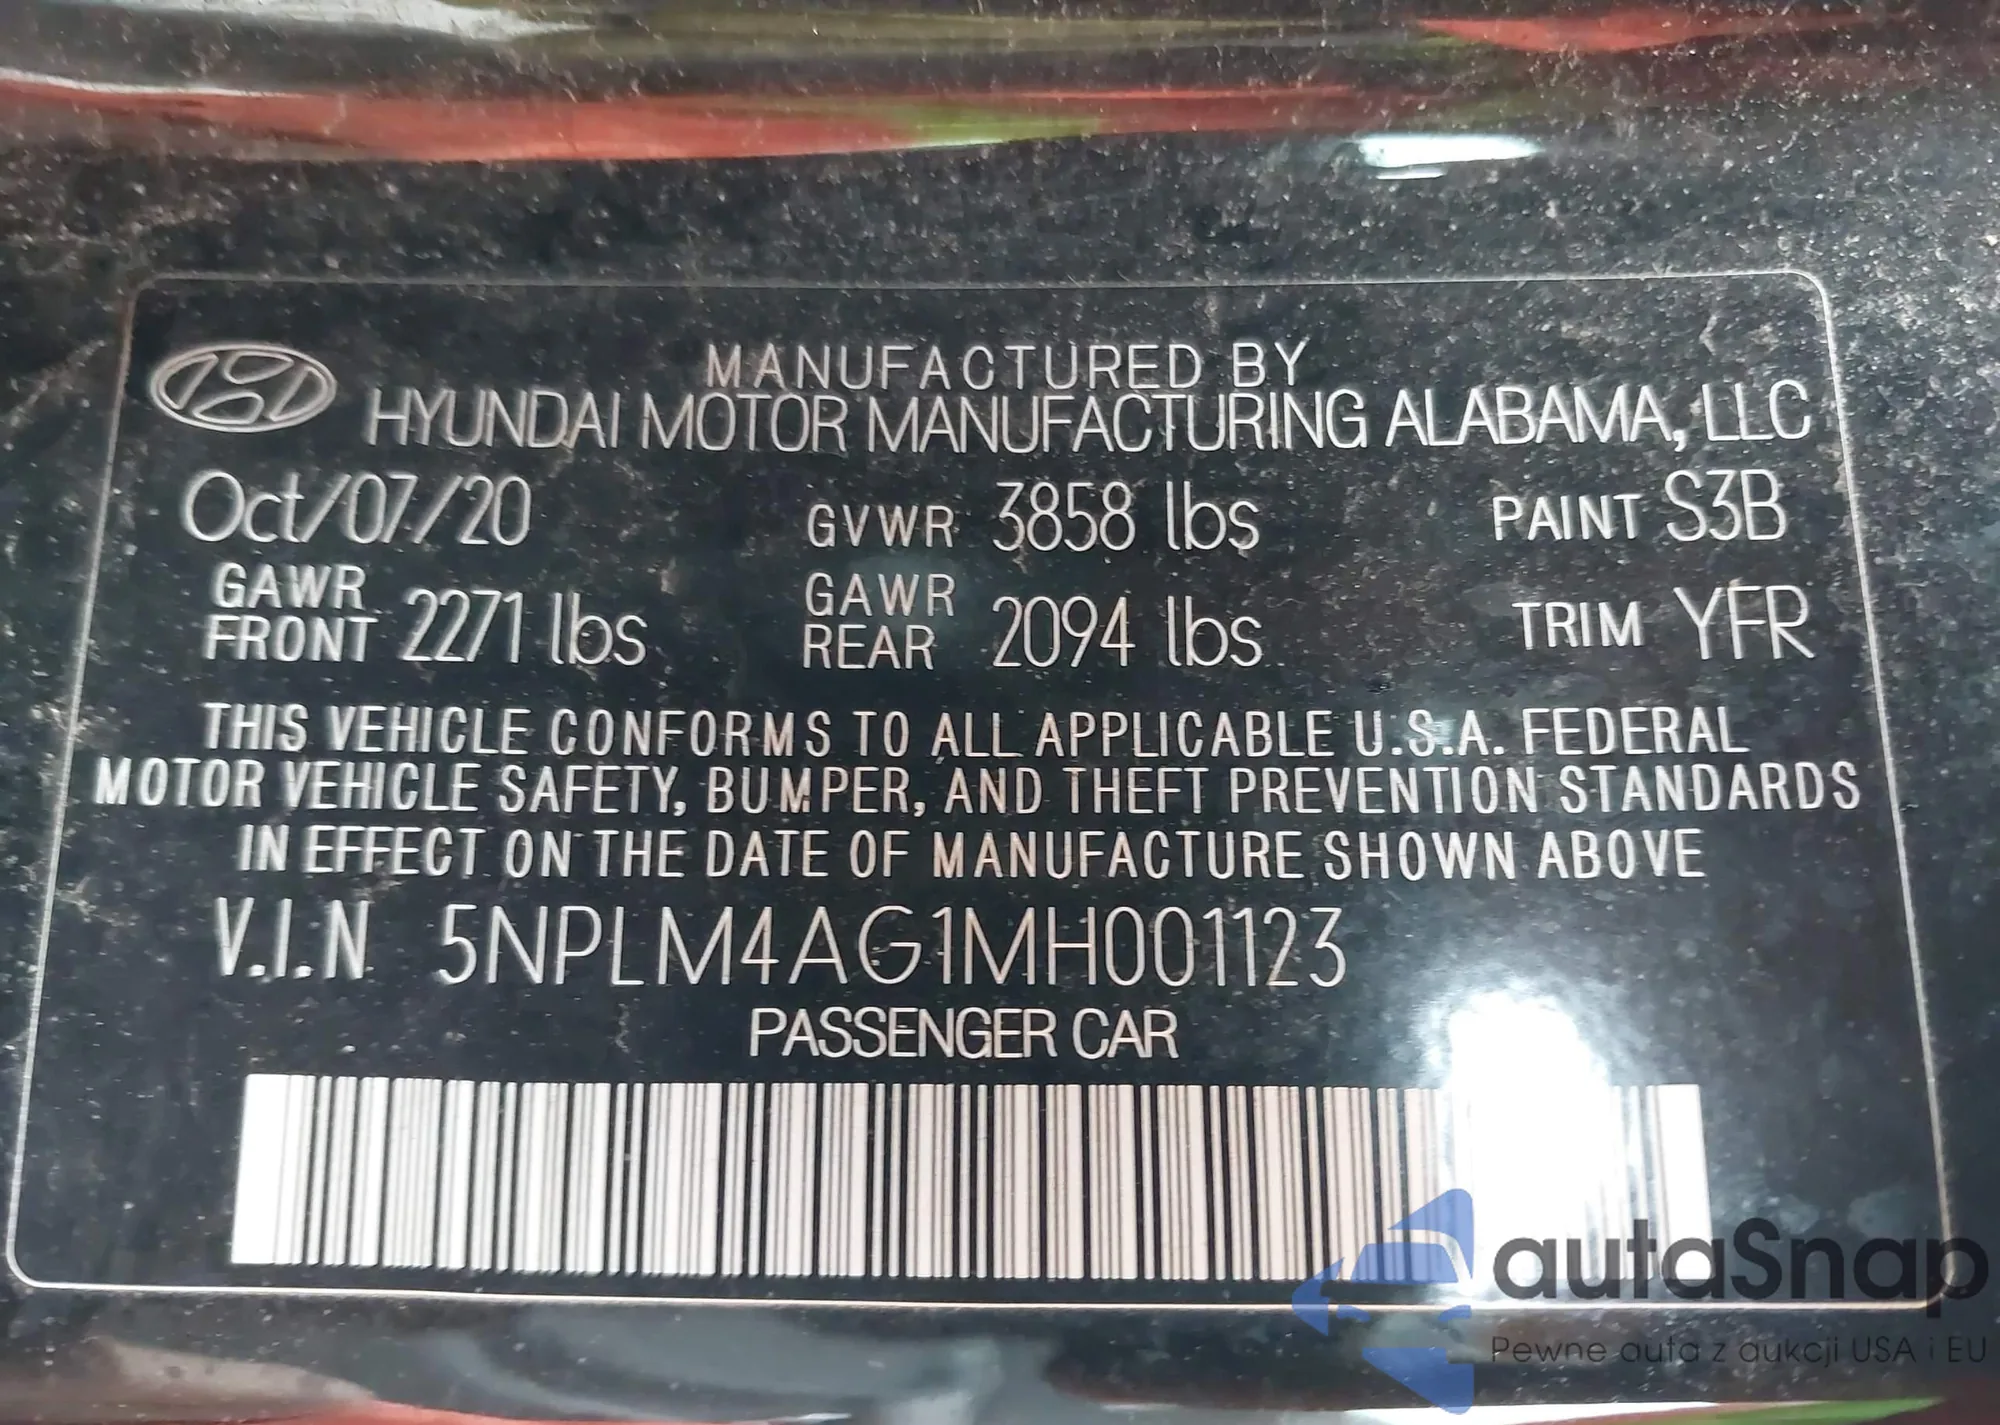 MANUFACTURED BY
HYUNDAI MOTOR MANUFACTURING ALABAMA, LLC
Oct/07/20 GVWR 3858 lbs PAINT S3B
GAWR FRONT 2271 lbs GAWR REAR 2094 lbs TRIM YFR
THIS VEHICLE CONFORMS TO ALL APPLICABLE U.S.A. FEDERAL
MOTOR VEHICLE SAFETY, BUMPER, AND THEFT PREVENTION STANDARDS
IN EFFECT ON THE DATE OF MANUFACTURE SHOWN ABOVE
V.I.N 5NPLM4AG1MH001123
PASSENGER CAR
autaSnap
Pewne auta z aukcji USA i EU